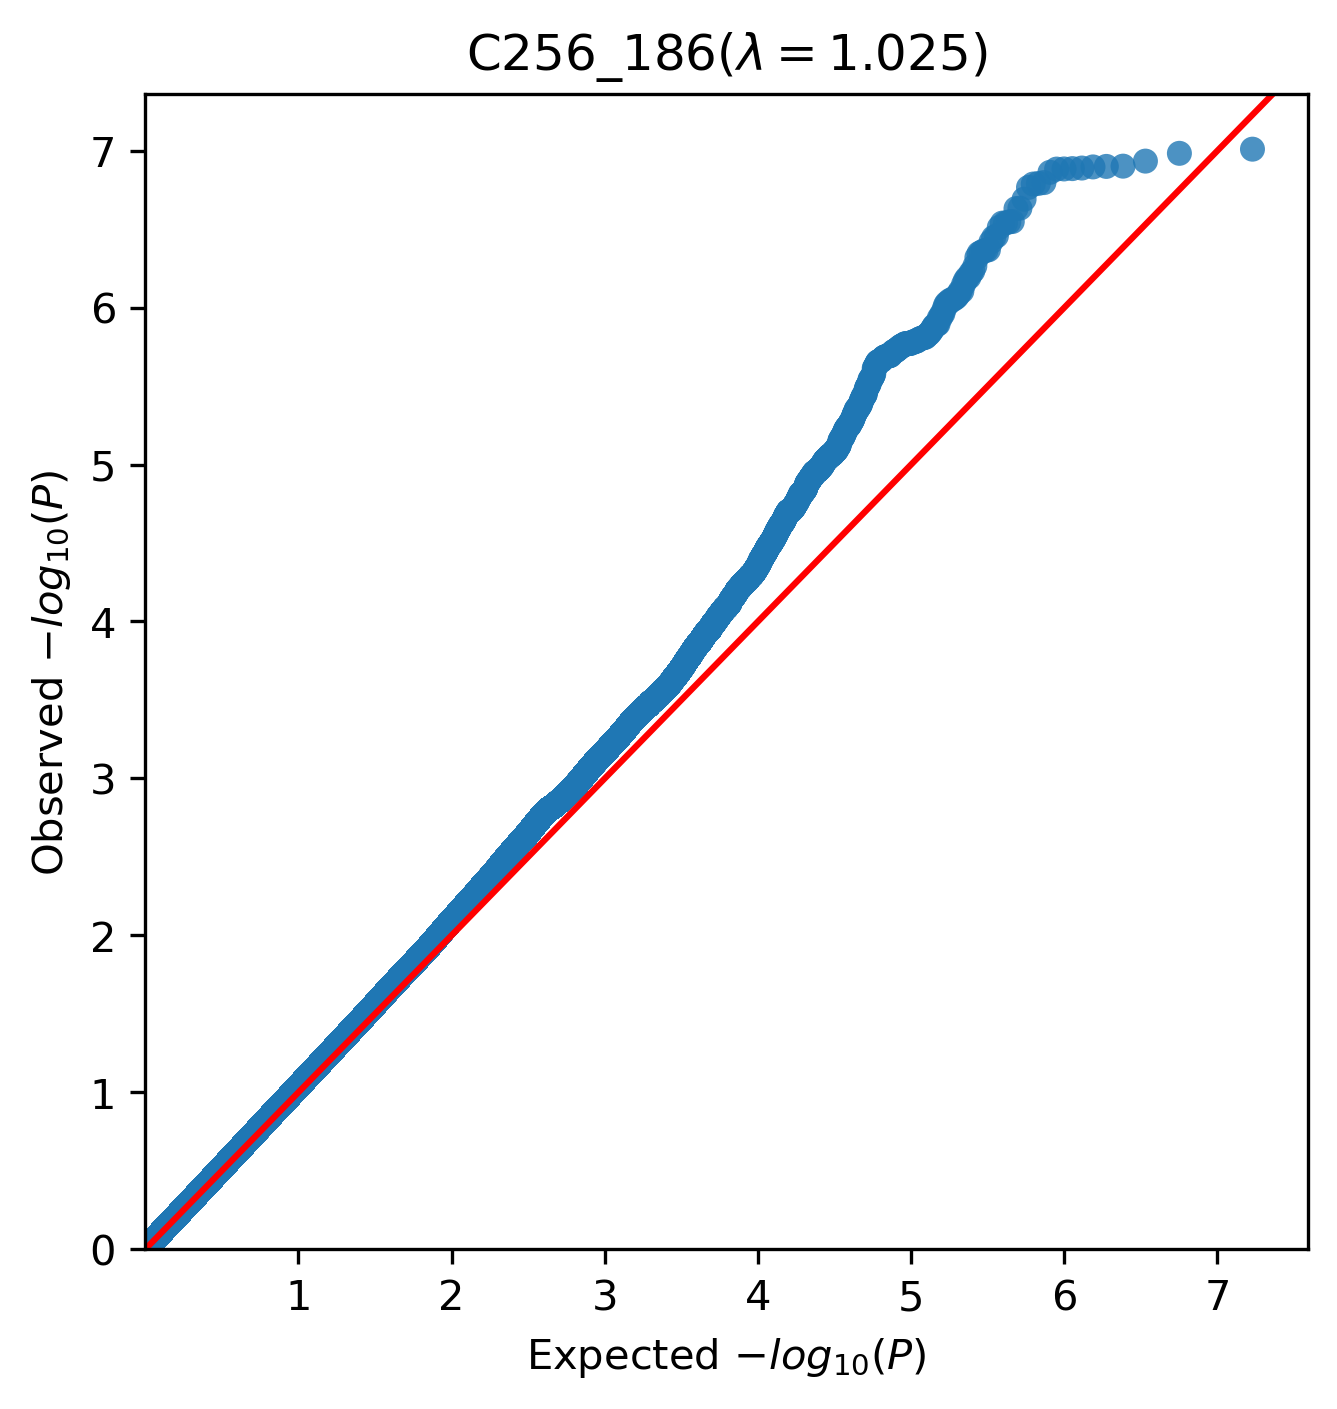 C256_186(λ = 1.025)
7
6
5
4
3
2
1
0
Observed −log₁₀(P)
1 2 3 4 5 6 7
Expected −log₁₀(P)